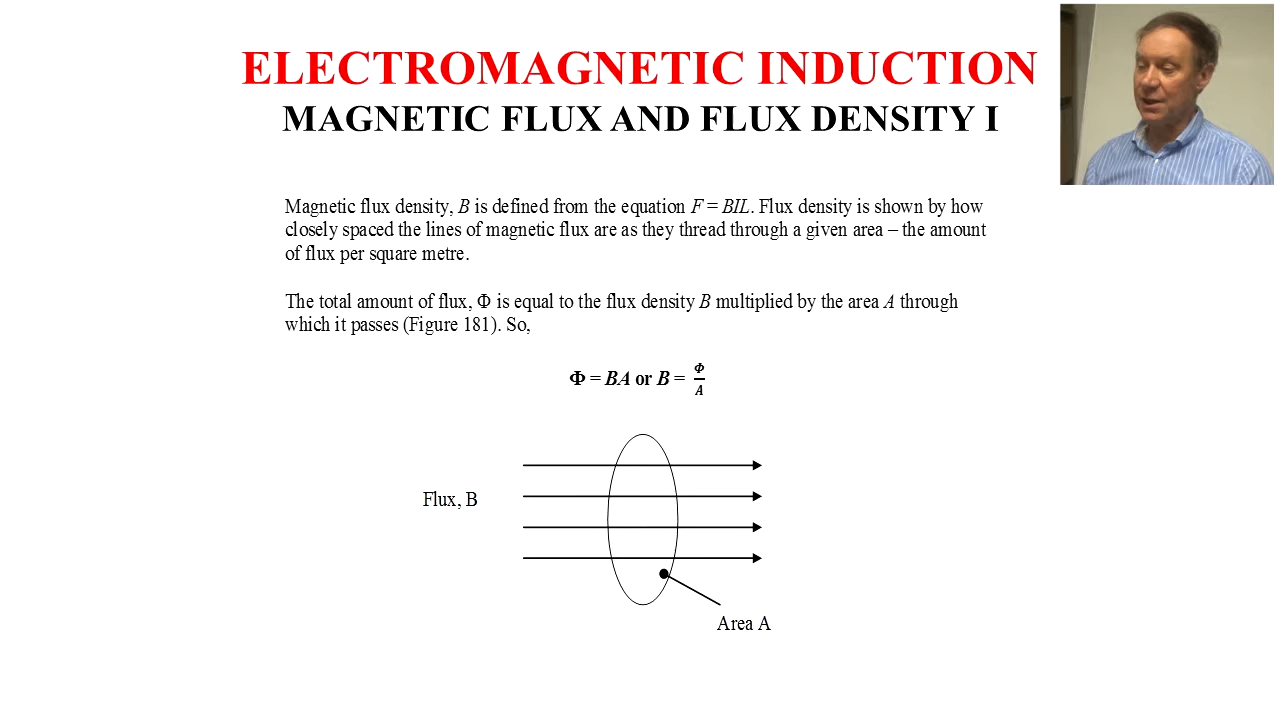 ELECTROMAGNETIC INDUCTION
MAGNETIC FLUX AND FLUX DENSITY I
Magnetic flux density, B is defined from the equation F = BIL. Flux density is shown by how
closely spaced the lines of magnetic flux are as they thread through a given area – the amount
of flux per square metre.
The total amount of flux, Φ is equal to the flux density B multiplied by the area A through
which it passes (Figure 181). So,
Φ = BA or B = Φ/A
Flux, B
Area A